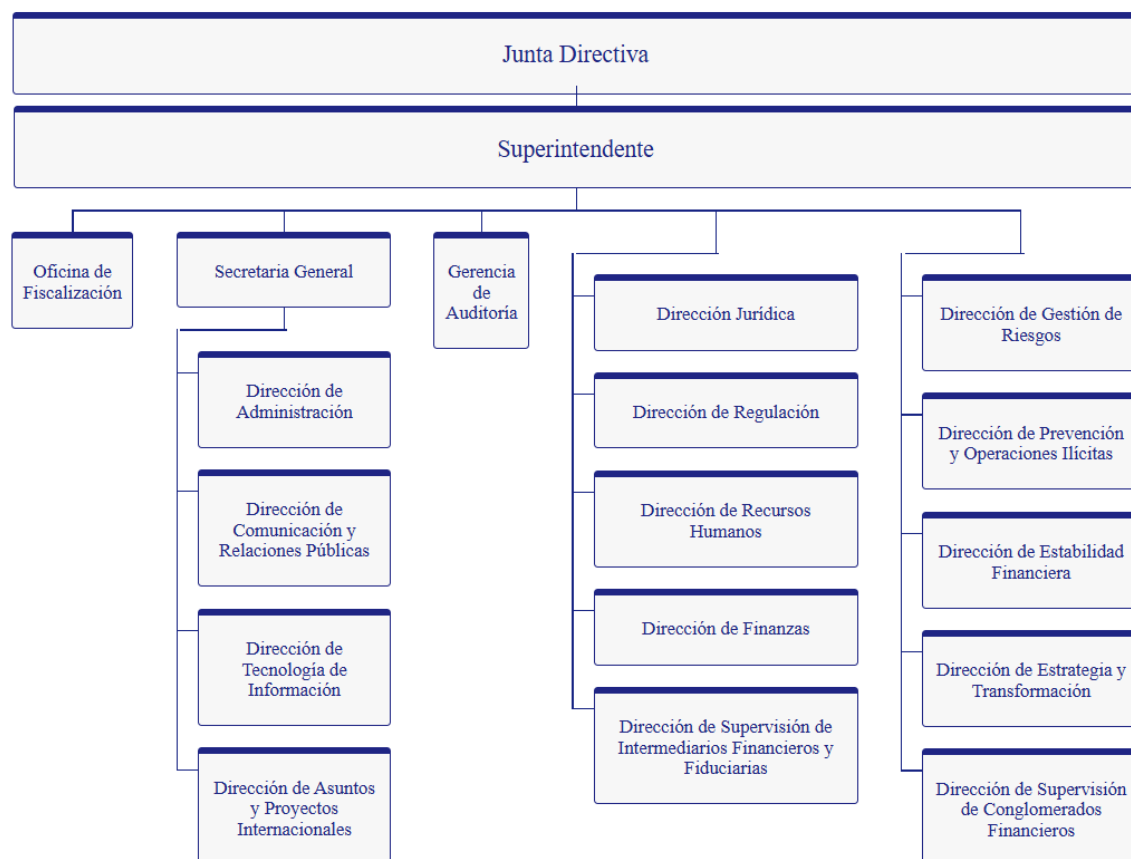 Junta Directiva
Superintendente
Oficina de
Fiscalización
Secretaria General
Dirección de
Administración
Dirección de
Comunicación y
Relaciones Públicas
Dirección de
Tecnología de
Información
Dirección de Asuntos
y Proyectos
Internacionales
Gerencia
de
Auditoría
Dirección Jurídica
Dirección de Regulación
Dirección de Recursos
Humanos
Dirección de Finanzas
Dirección de Supervisión de
Intermediarios Financieros y
Fiduciarias
Dirección de Gestión de
Riesgos
Dirección de Prevención
y Operaciones Ilícitas
Dirección de Estabilidad
Financiera
Dirección de Estrategia y
Transformación
Dirección de Supervisión
de Conglomerados
Financieros